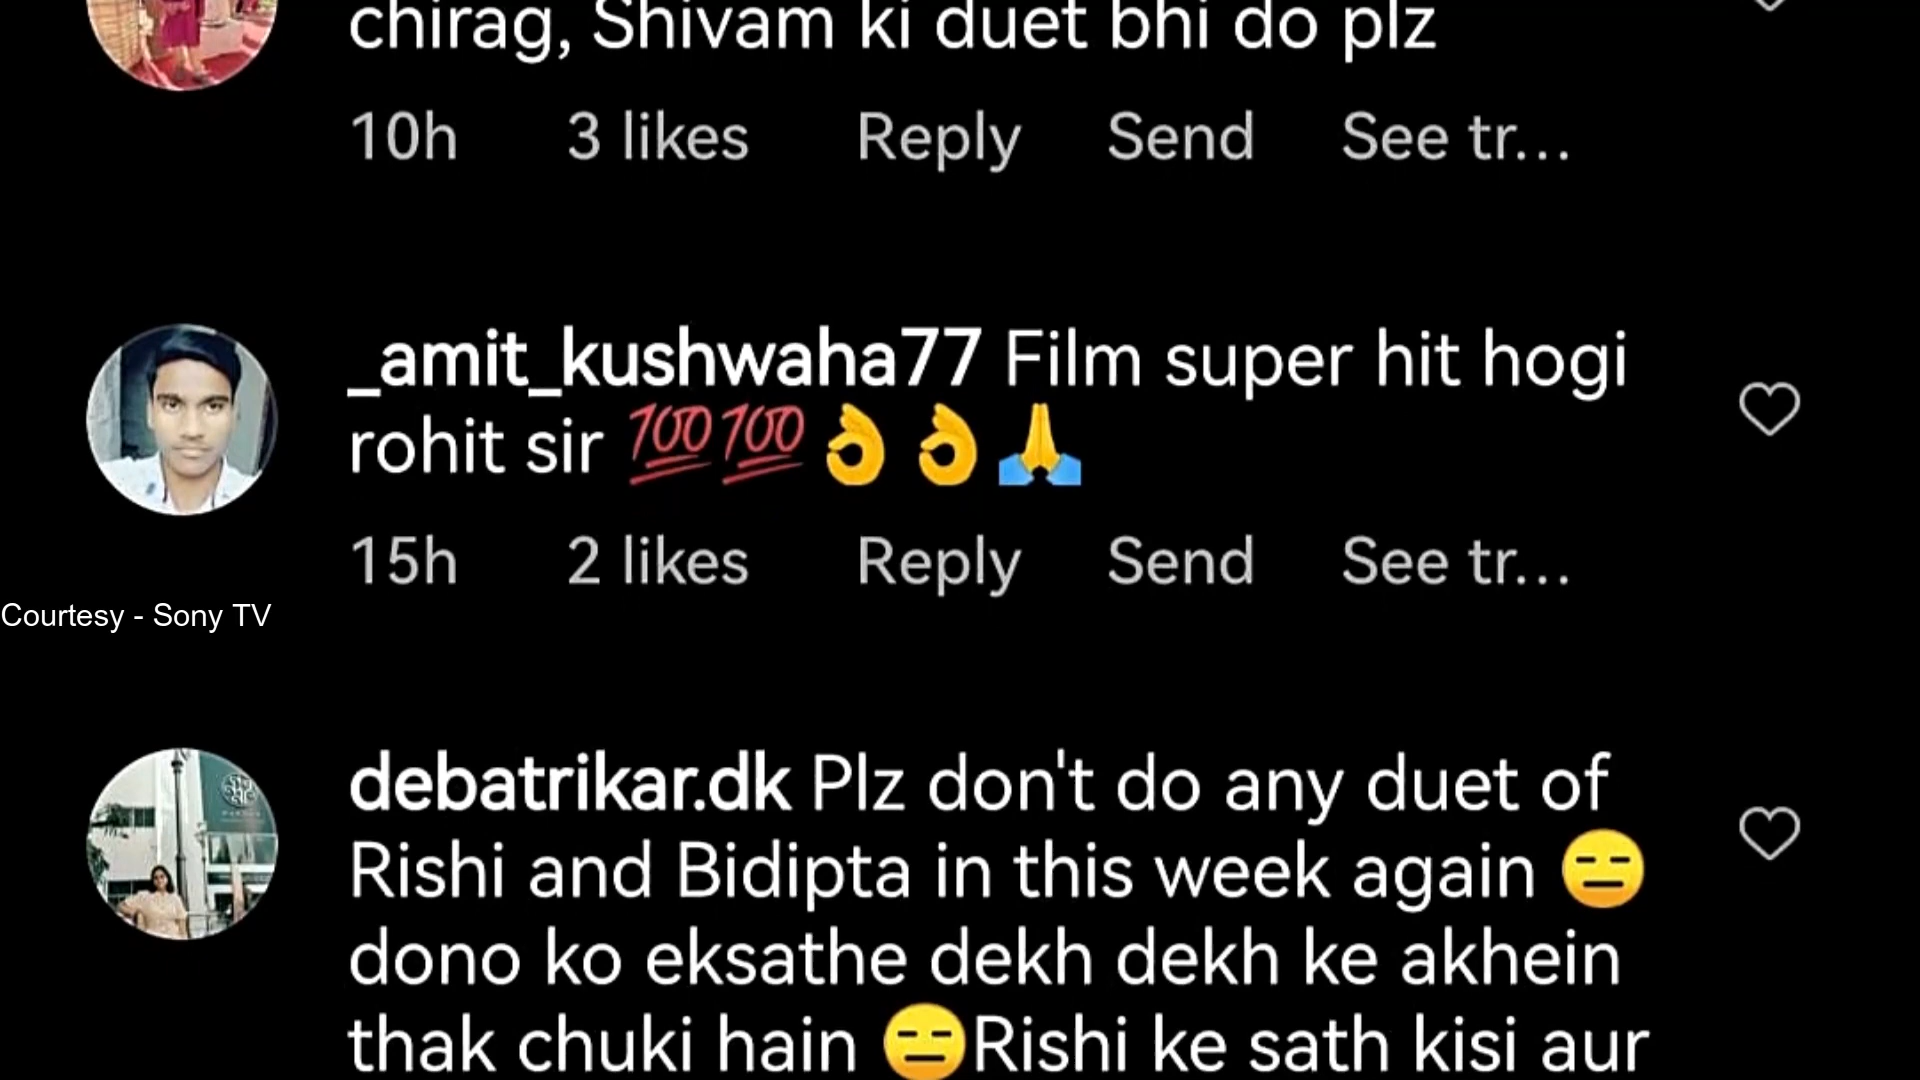 chirag, Shivam ki duet bhi do plz
10h 3 likes Reply Send See tr...
_amit_kushwaha77 Film super hit hogi
rohit sir 💯💯👌👌🙏
15h 2 likes Reply Send See tr...
Courtesy - Sony TV
debatrikar.dk Plz don't do any duet of
Rishi and Bidipta in this week again 😑
dono ko eksathe dekh dekh ke akhein
thak chuki hain 😑Rishi ke sath kisi aur